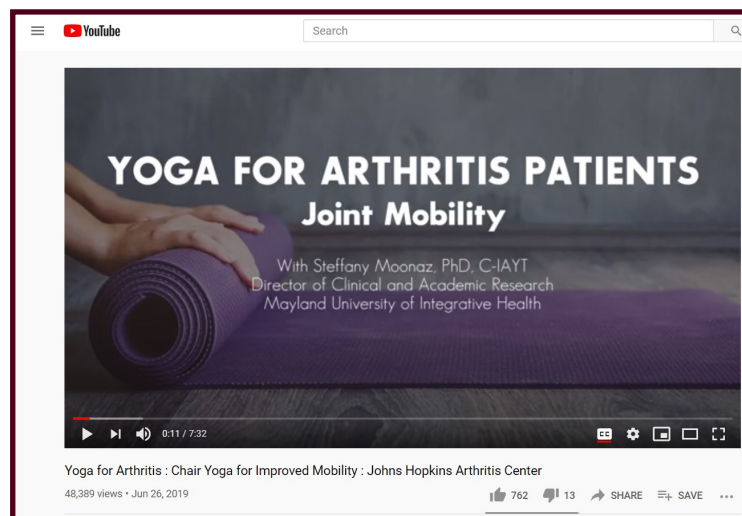 YouTube
Search
YOGA FOR ARTHRITIS PATIENTS
Joint Mobility
With Steffany Moonaz, PhD, C-IAYT
Director of Clinical and Academic Research
Mayland University of Integrative Health
0:11 / 7:32
CC
Yoga for Arthritis : Chair Yoga for Improved Mobility : Johns Hopkins Arthritis Center
48,389 views • Jun 26, 2019
762 13 SHARE SAVE